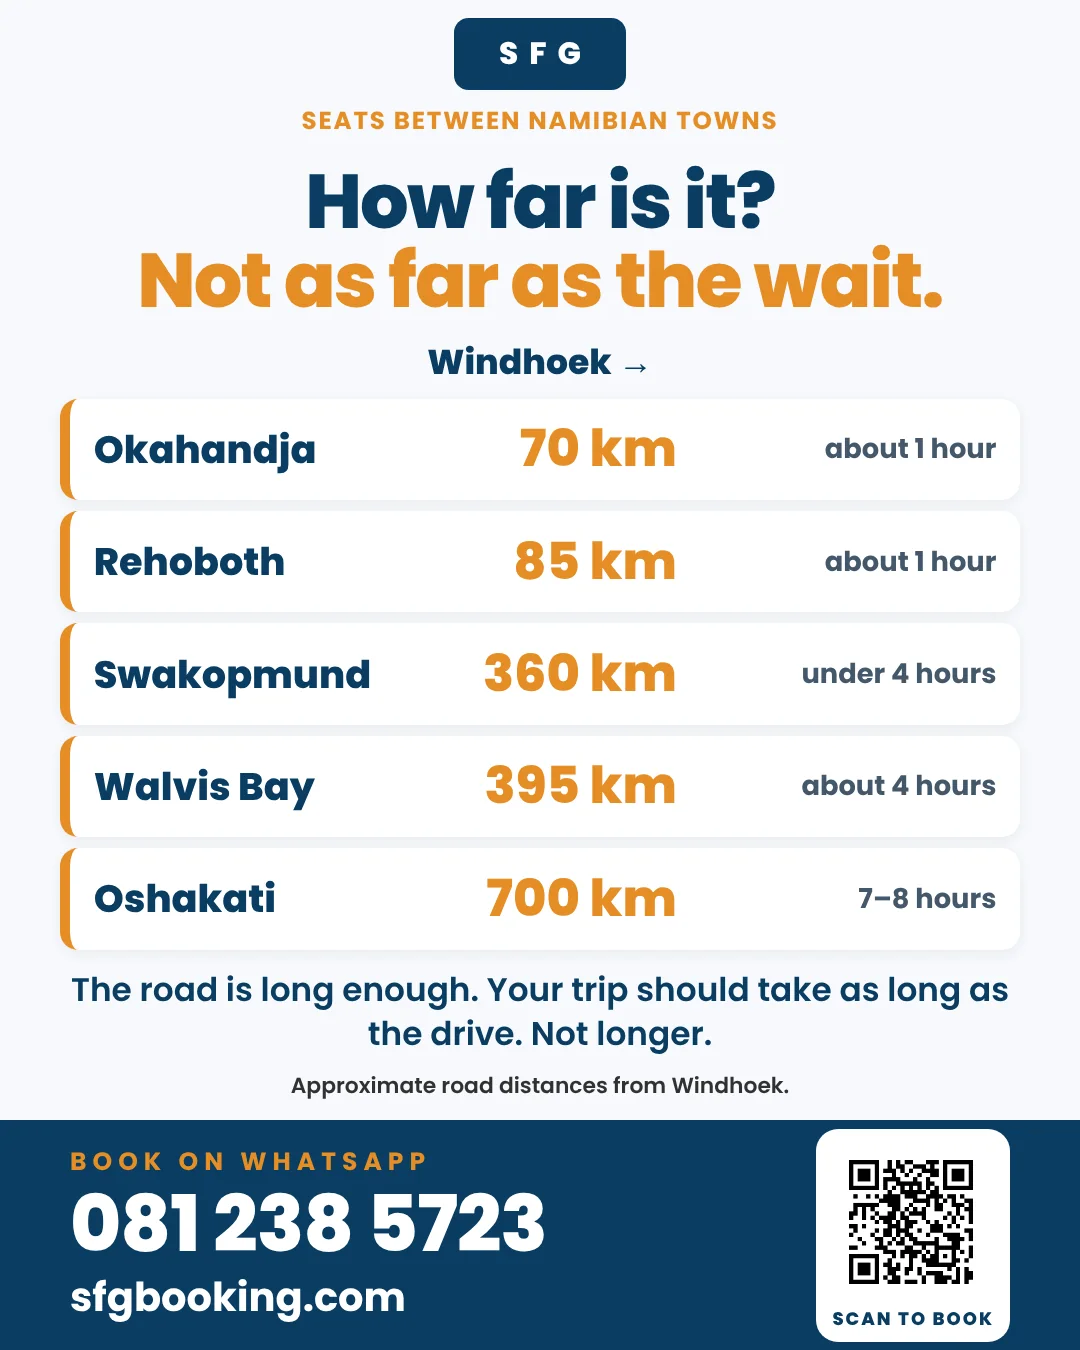 SFG
SEATS BETWEEN NAMIBIAN TOWNS
How far is it?
Not as far as the wait.
Windhoek →
Okahandja 70 km about 1 hour
Rehoboth 85 km about 1 hour
Swakopmund 360 km under 4 hours
Walvis Bay 395 km about 4 hours
Oshakati 700 km 7–8 hours
The road is long enough. Your trip should take as long as
the drive. Not longer.
Approximate road distances from Windhoek.
BOOK ON WHATSAPP
081 238 5723
sfgbooking.com
SCAN TO BOOK